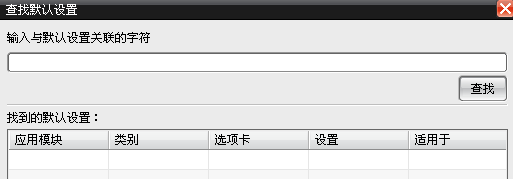 查找默认设置
输入与默认设置关联的字符
查找
找到的默认设置：
应用模块 类别 选项卡 设置 适用于